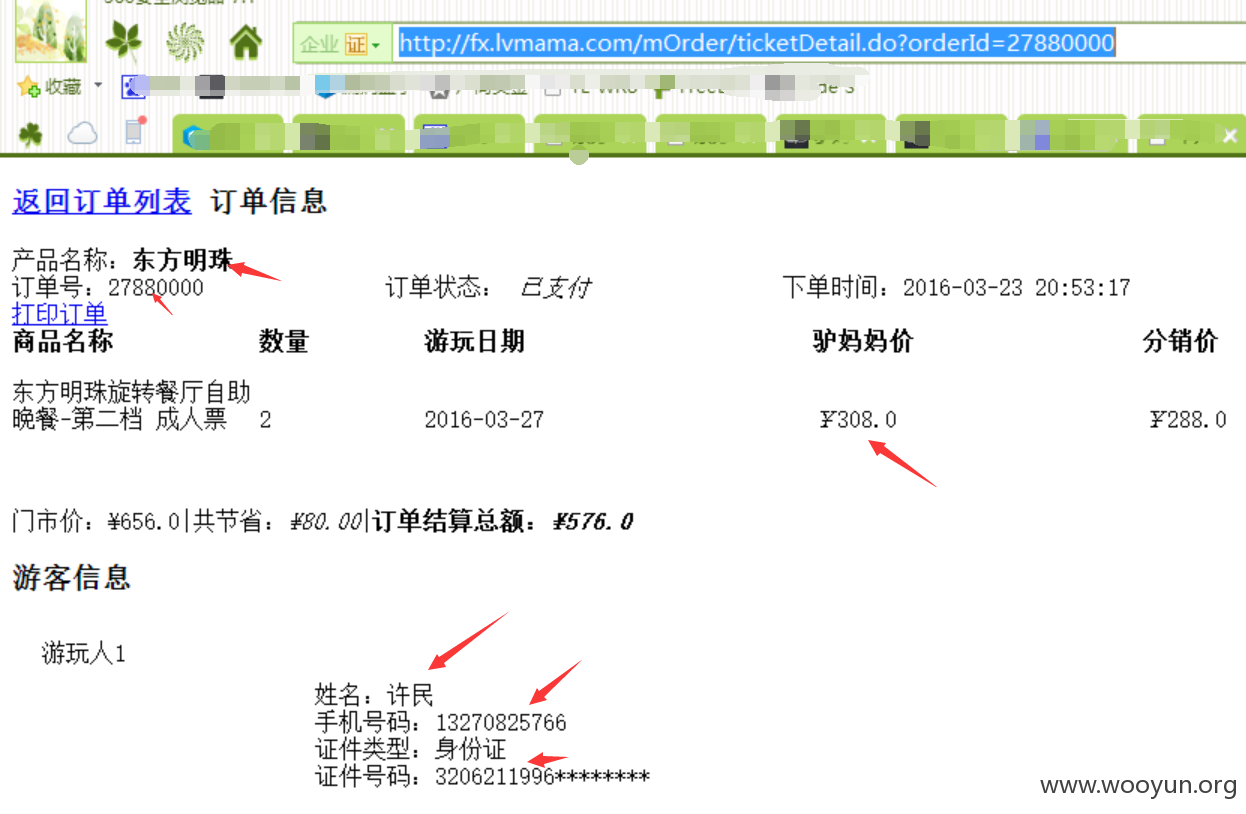 企业 证
http://fx.lvmama.com/mOrder/ticketDetail.do?orderId=27880000
收藏
返回订单列表 订单信息
产品名称：东方明珠
订单号：27880000 订单状态： 已支付 下单时间：2016-03-23 20:53:17
打印订单
商品名称 数量 游玩日期 驴妈妈价 分销价
东方明珠旋转餐厅自助
晚餐-第二档 成人票 2 2016-03-27 ¥308.0 ¥288.0
门市价：¥656.0|共节省：¥80.00|订单结算总额：¥576.0
游客信息
游玩人1
姓名：许民
手机号码：13270825766
证件类型：身份证
证件号码：3206211996********
www.wooyun.org